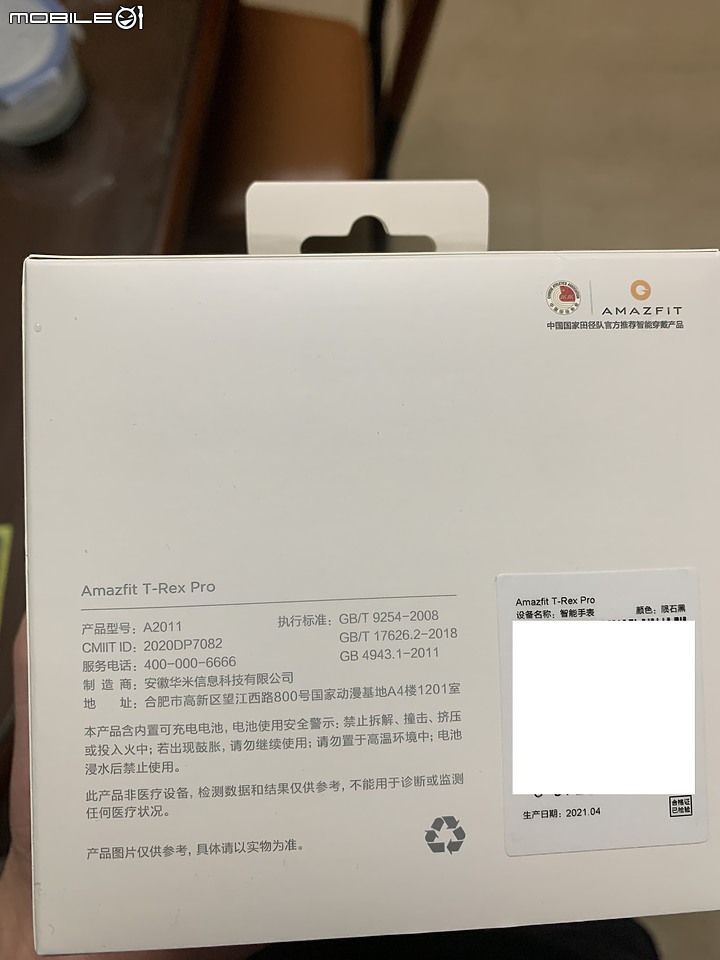 MOBILE01
AMAZFIT
中国国家田径队官方推荐智能穿戴产品
Amazfit T-Rex Pro
产品型号：A2011
执行标准：GB/T 9254-2008
CMIIT ID：2020DP7082
GB/T 17626.2-2018
服务电话：400-000-6666
GB 4943.1-2011
制 造 商：安徽华米信息科技有限公司
地 址：合肥市高新区望江西路800号国家动漫基地A4楼1201室
本产品含内置可充电电池，电池使用安全警示：禁止拆解、撞击、挤压
或投入火中；若出现鼓胀，请勿继续使用；请勿置于高温环境中；电池
浸水后禁止使用。
此产品非医疗设备，检测数据和结果仅供参考，不能用于诊断或监测
任何医疗状况。
产品图片仅供参考，具体请以实物为准。
Amazfit T-Rex Pro
设备名称：智能手表
颜色：陨石黑
生产日期：2021.04
合格证
已检验